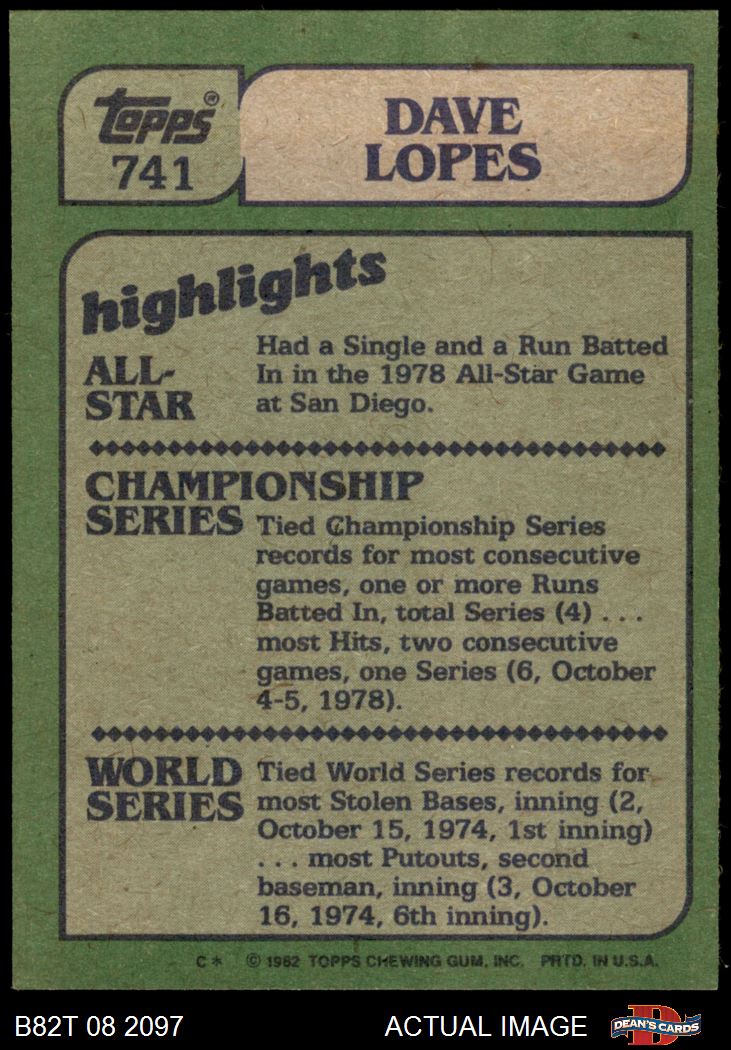 Topps®
741
DAVE
LOPES
highlights
ALL-
STAR
Had a Single and a Run Batted
In in the 1978 All-Star Game
at San Diego.
CHAMPIONSHIP
SERIES
Tied Championship Series
records for most consecutive
games, one or more Runs
Batted In, total Series (4) . . .
most Hits, two consecutive
games, one Series (6, October
4-5, 1978).
WORLD
SERIES
Tied World Series records for
most Stolen Bases, inning (2,
October 15, 1974, 1st inning)
. . . most Putouts, second
baseman, inning (3, October
16, 1974, 6th inning).
C* © 1982 TOPPS CHEWING GUM, INC. PRTD. IN U.S.A.
B82T 08 2097
ACTUAL IMAGE
D
DEAN'S CARDS